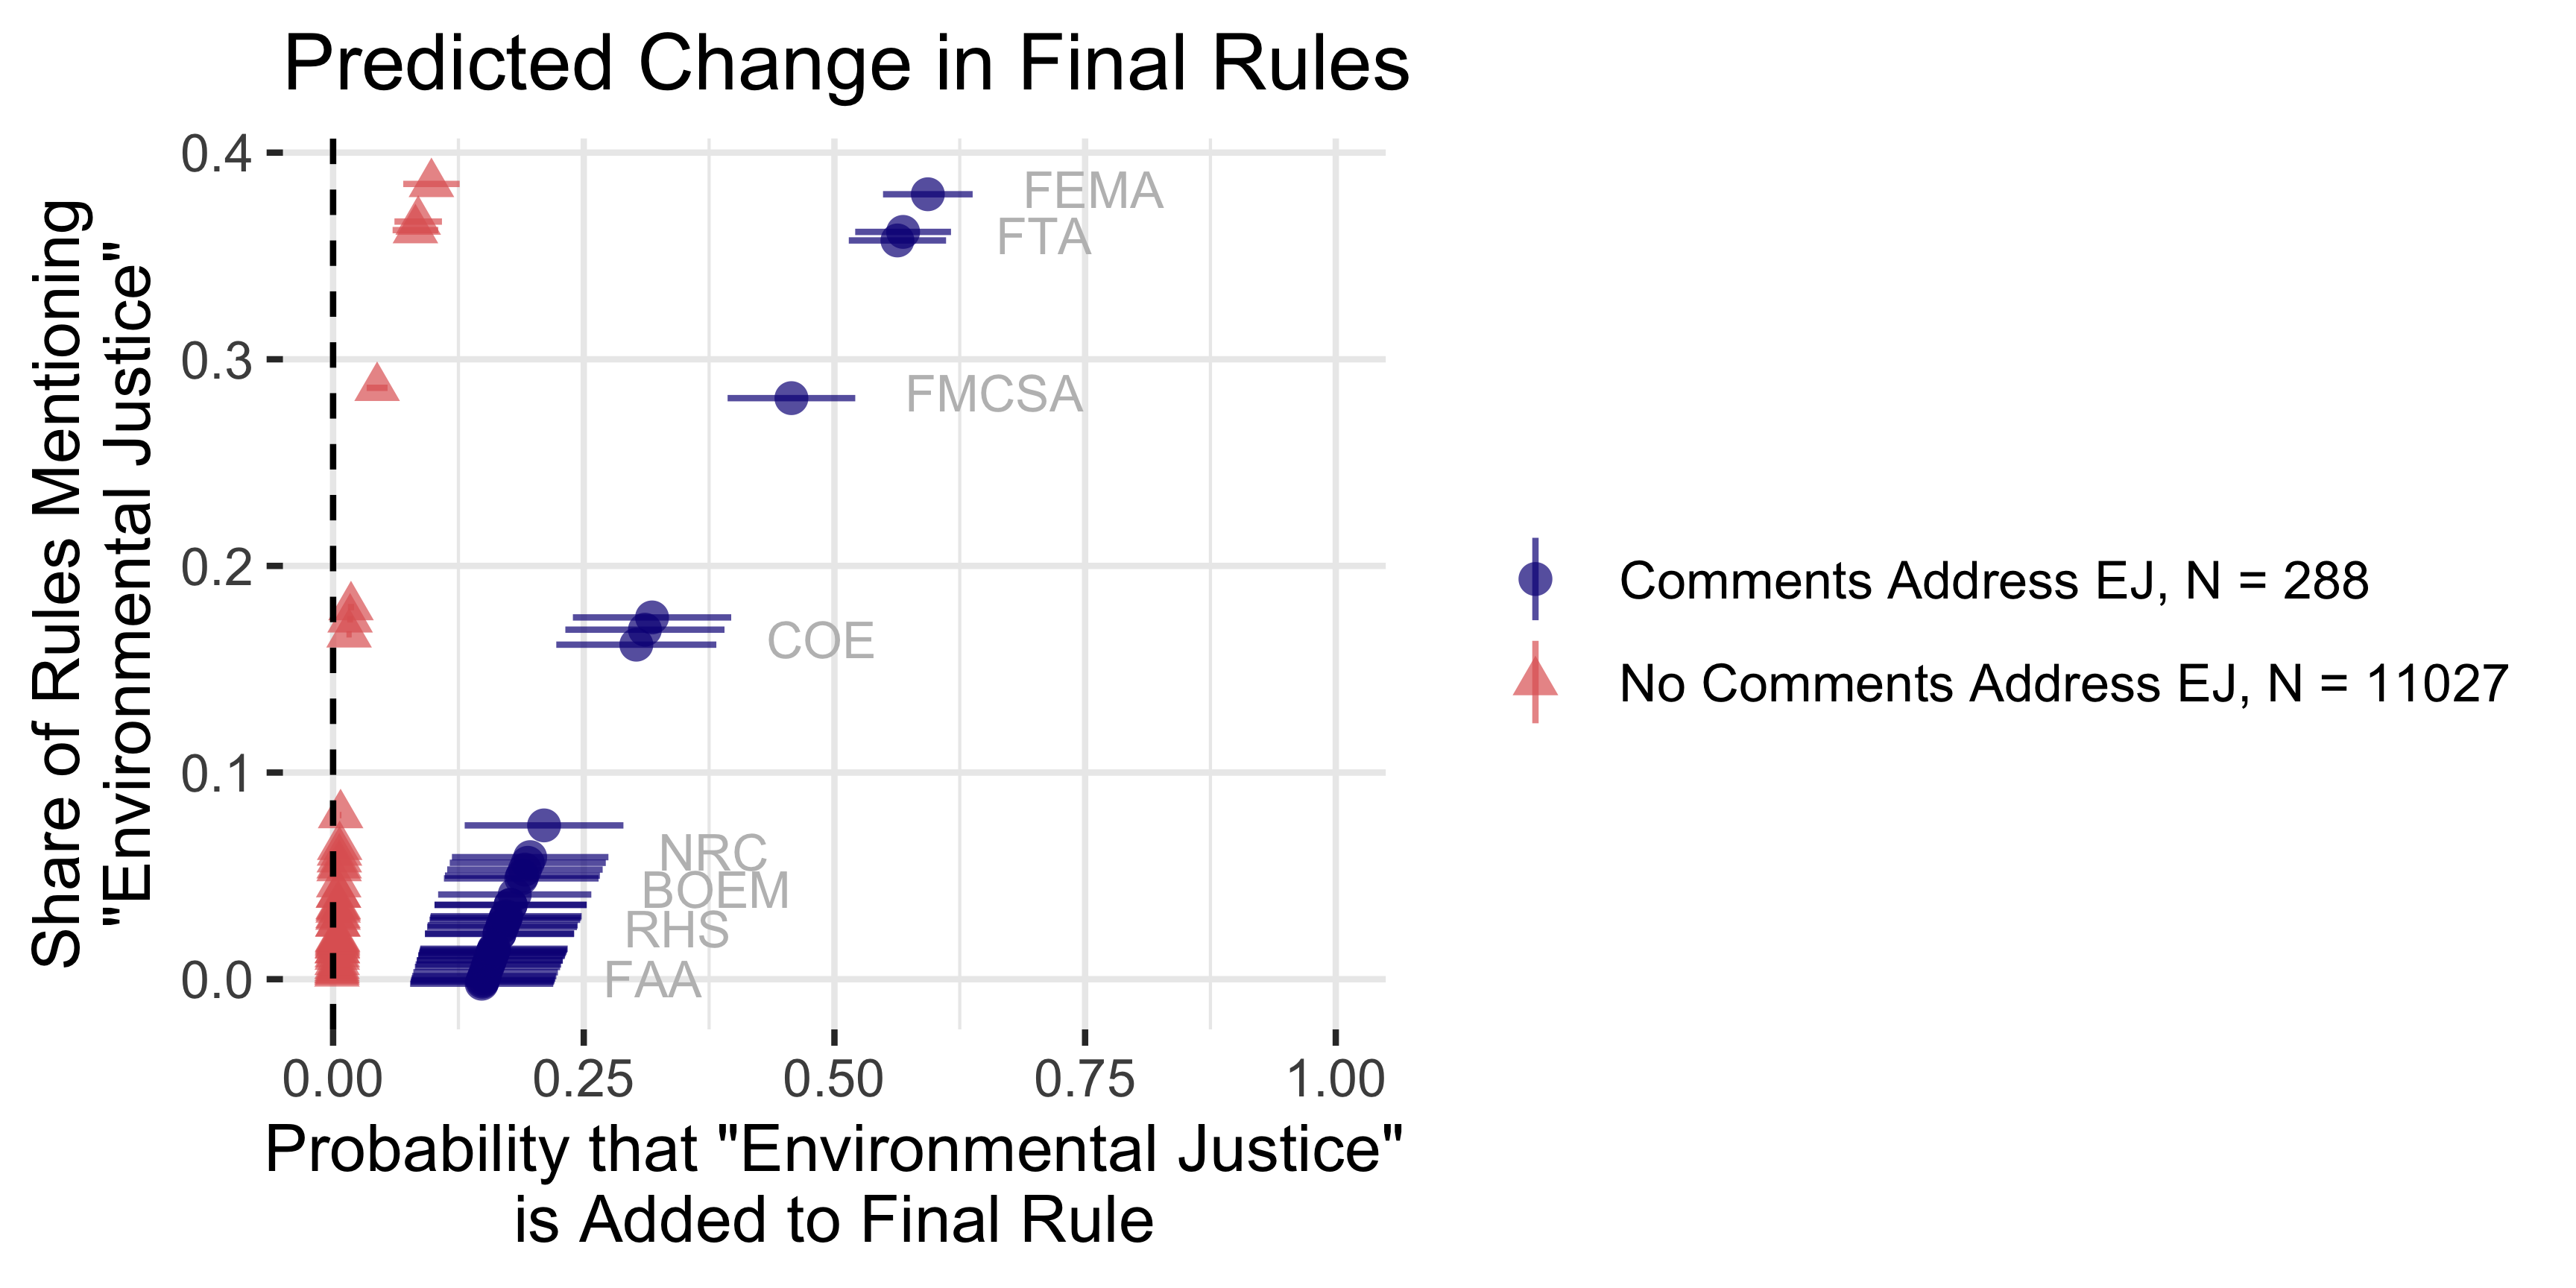 Predicted Change in Final Rules
Share of Rules Mentioning
"Environmental Justice"
0.4
0.3
0.2
0.1
0.0
FEMA
FTA
FMCSA
COE
NRC
BOEM
RHS
FAA
0.00
0.25
0.50
0.75
1.00
Probability that "Environmental Justice"
is Added to Final Rule
Comments Address EJ, N = 288
No Comments Address EJ, N = 11027